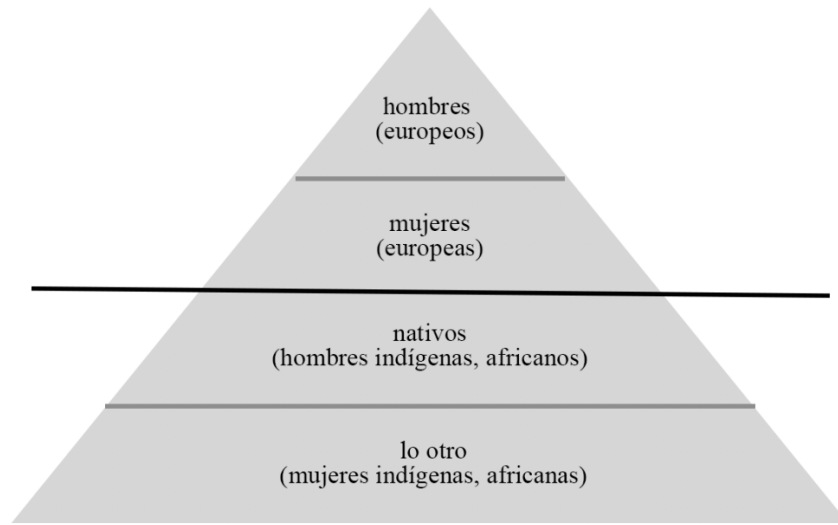 hombres
(europeos)
mujeres
(europeas)
nativos
(hombres indígenas, africanos)
lo otro
(mujeres indígenas, africanas)